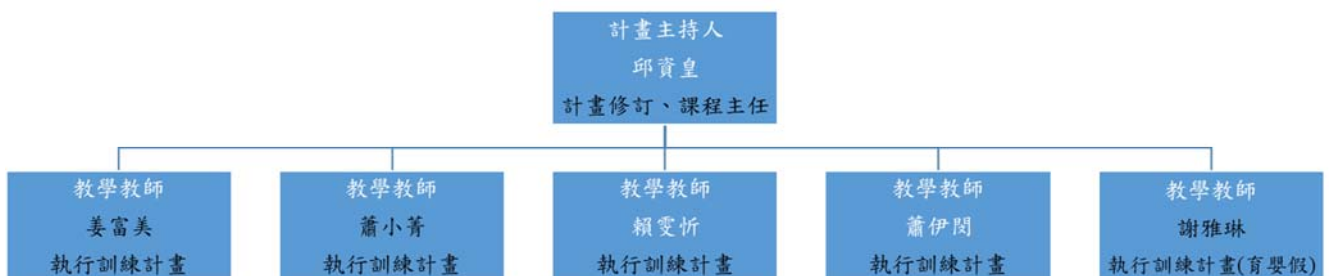 計畫主持人
邱資皇
計畫修訂、課程主任
教學教師
姜富美
執行訓練計畫
教學教師
蕭小菁
執行訓練計畫
教學教師
賴雯忻
執行訓練計畫
教學教師
蕭伊閔
執行訓練計畫
教學教師
謝雅琳
執行訓練計畫(育嬰假)